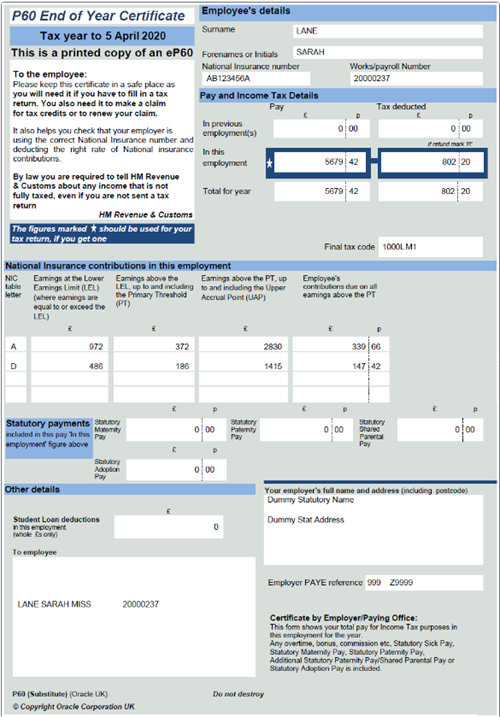 P60 End of Year Certificate
Tax year to 5 April 2020
This is a printed copy of an eP60
To the employee:
Please keep this certificate in a safe place as
you will need it if you have to fill in a tax
return. You also need it to make a claim
for tax credits or to renew your claim.
It also helps you check that your employer is
using the correct National Insurance number and
deducting the right rate of National insurance
contributions.
By law you are required to tell HM Revenue
& Customs about any income that is not
fully taxed, even if you are not sent a tax
return
HM Revenue & Customs
The figures marked ★ should be used for your
tax return, if you get one
Employee's details
Surname LANE
Forenames or Initials SARAH
National Insurance number Works/payroll Number
AB123456A 20000237
Pay and Income Tax Details
Pay Tax deducted
£ p £ p
In previous
employment(s) 0 00 0 00
if refund mark 'R'
In this
employment ★ 5679 42 802 20
Total for year 5679 42 802 20
Final tax code 1000LM1
National Insurance contributions in this employment
NIC
table
letter
Earnings at the Lower
Earnings Limit (LEL)
(where earnings are
equal to or exceed the
LEL)
Earnings above the
LEL, up to and including
the Primary Threshold
(PT)
Earnings above the PT, up
to and including the Upper
Accrual Point (UAP)
Employee's
contributions due on all
earnings above the PT
£ £ £ £ p
A 972 372 2830 339 66
D 486 186 1415 147 42
Statutory payments
included in this pay 'In this
employment' figure above
£ p £ p £ p
Statutory
Maternity
Pay
0 00
Statutory
Paternity
Pay
0 00
Statutory
Shared
Parental
Pay
0 00
£ p
Statutory
Adoption
Pay
0 00
Other details
£
Student Loan deductions
in this employment
(whole £s only)
0
To employee
LANE SARAH MISS 20000237
Your employer's full name and address (including postcode)
Dummy Statutory Name
Dummy Stat Address
Employer PAYE reference 999 Z9999
Certificate by Employer/Paying Office:
This form shows your total pay for Income Tax purposes in
this employment for the year.
Any overtime, bonus, commission etc, Statutory Sick Pay,
Statutory Maternity Pay, Statutory Paternity Pay,
Additional Statutory Paternity Pay/Shared Parental Pay or
Statutory Adoption Pay is included.
P60 (Substitute) (Oracle UK) Do not destroy
© Copyright Oracle Corporation UK